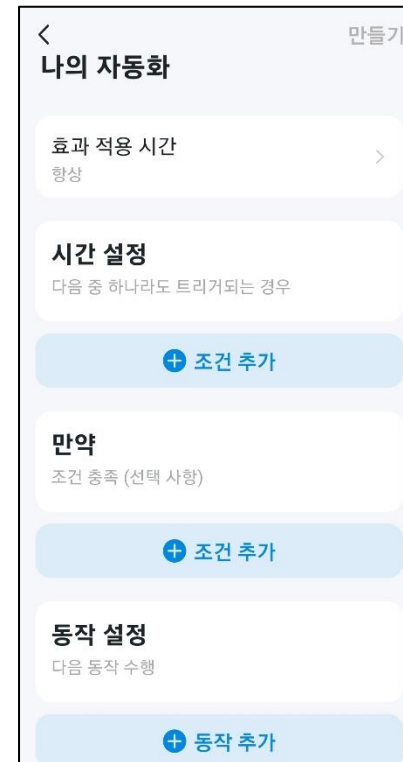 만들기
나의 자동화
효과 적용 시간
항상
시간 설정
다음 중 하나라도 트리거되는 경우
조건 추가
만약
조건 충족 (선택 사항)
조건 추가
동작 설정
다음 동작 수행
동작 추가